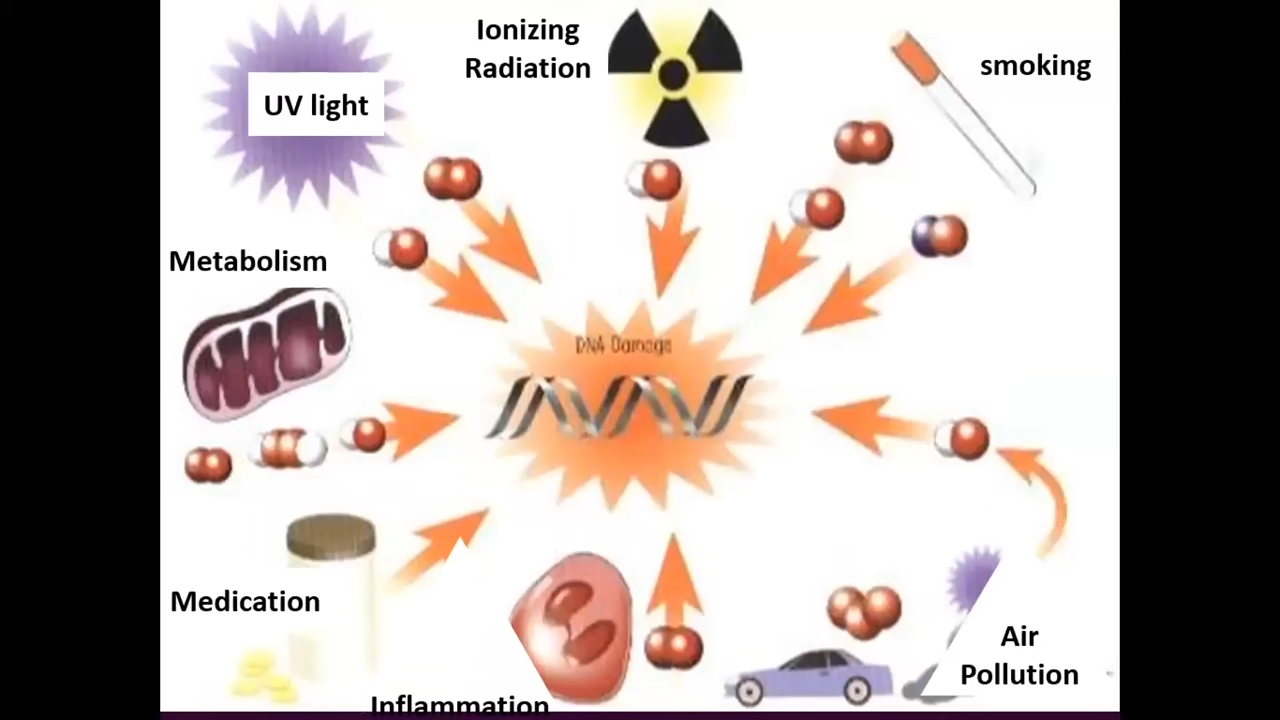 Ionizing
Radiation
smoking
UV light
Metabolism
DNA Damage
Medication
Air
Pollution
Inflammation